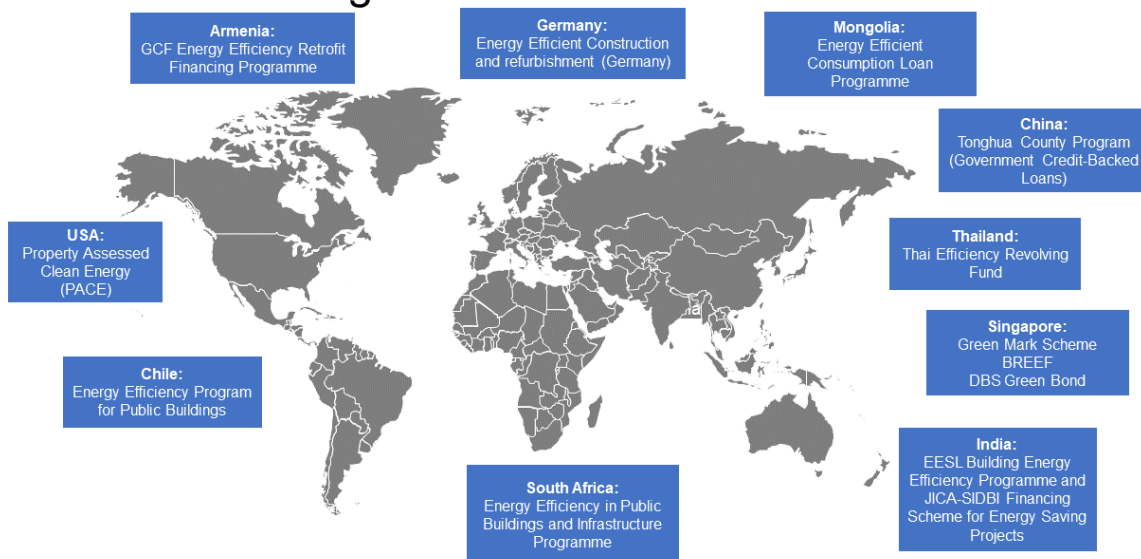 Armenia:
GCF Energy Efficiency Retrofit
Financing Programme
Germany:
Energy Efficient Construction
and refurbishment (Germany)
Mongolia:
Energy Efficient
Consumption Loan
Programme
China:
Tonghua County Program
(Government Credit-Backed
Loans)
USA:
Property Assessed
Clean Energy
(PACE)
Thailand:
Thai Efficiency Revolving
Fund
Singapore:
Green Mark Scheme
BREEF
DBS Green Bond
Chile:
Energy Efficiency Program
for Public Buildings
India:
EESL Building Energy
Efficiency Programme and
JICA-SIDBI Financing
Scheme for Energy Saving
Projects
South Africa:
Energy Efficiency in Public
Buildings and Infrastructure
Programme